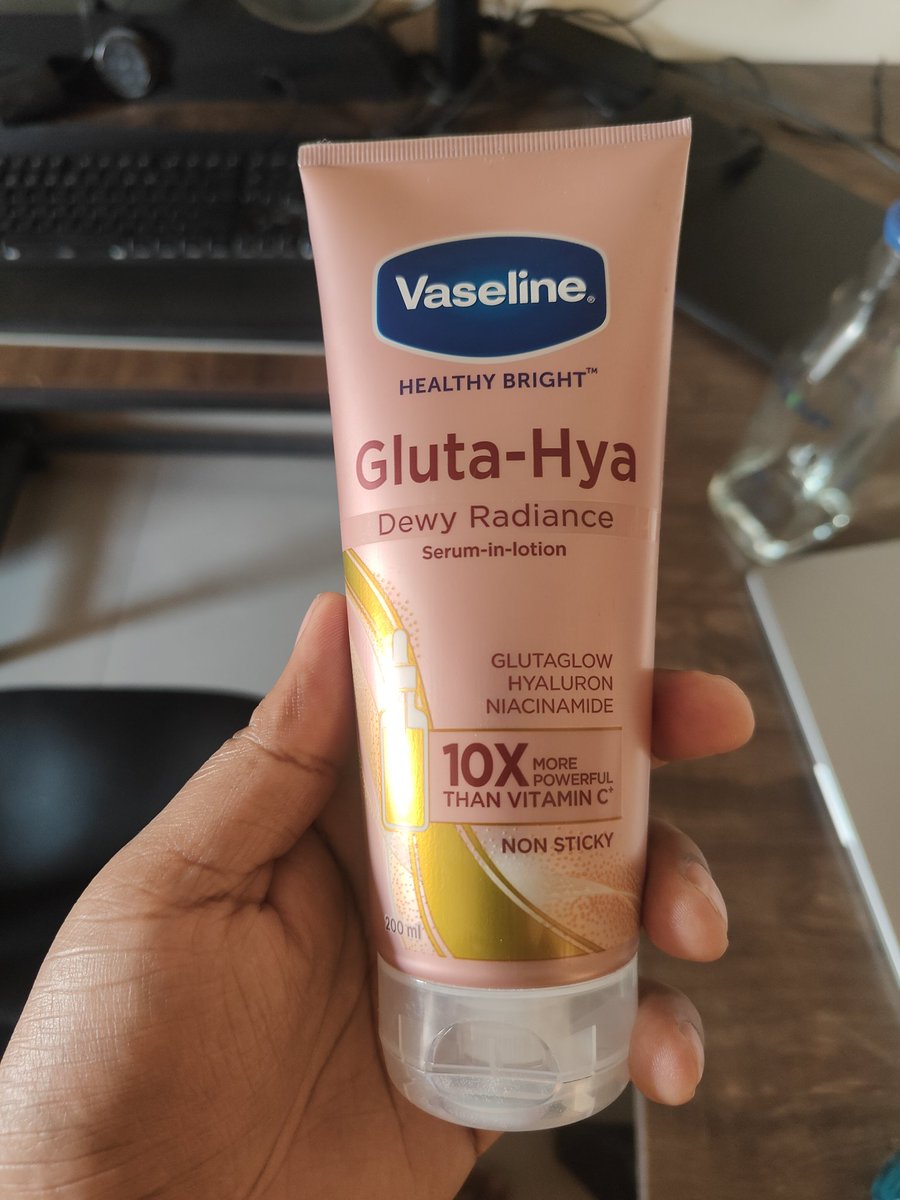 Vaseline®
HEALTHY BRIGHT™
Gluta-Hya
Dewy Radiance
Serum-in-lotion
GLUTAGLOW
HYALURON
NIACINAMIDE
10X MORE
POWERFUL
THAN VITAMIN C⁺
NON STICKY
200 ml